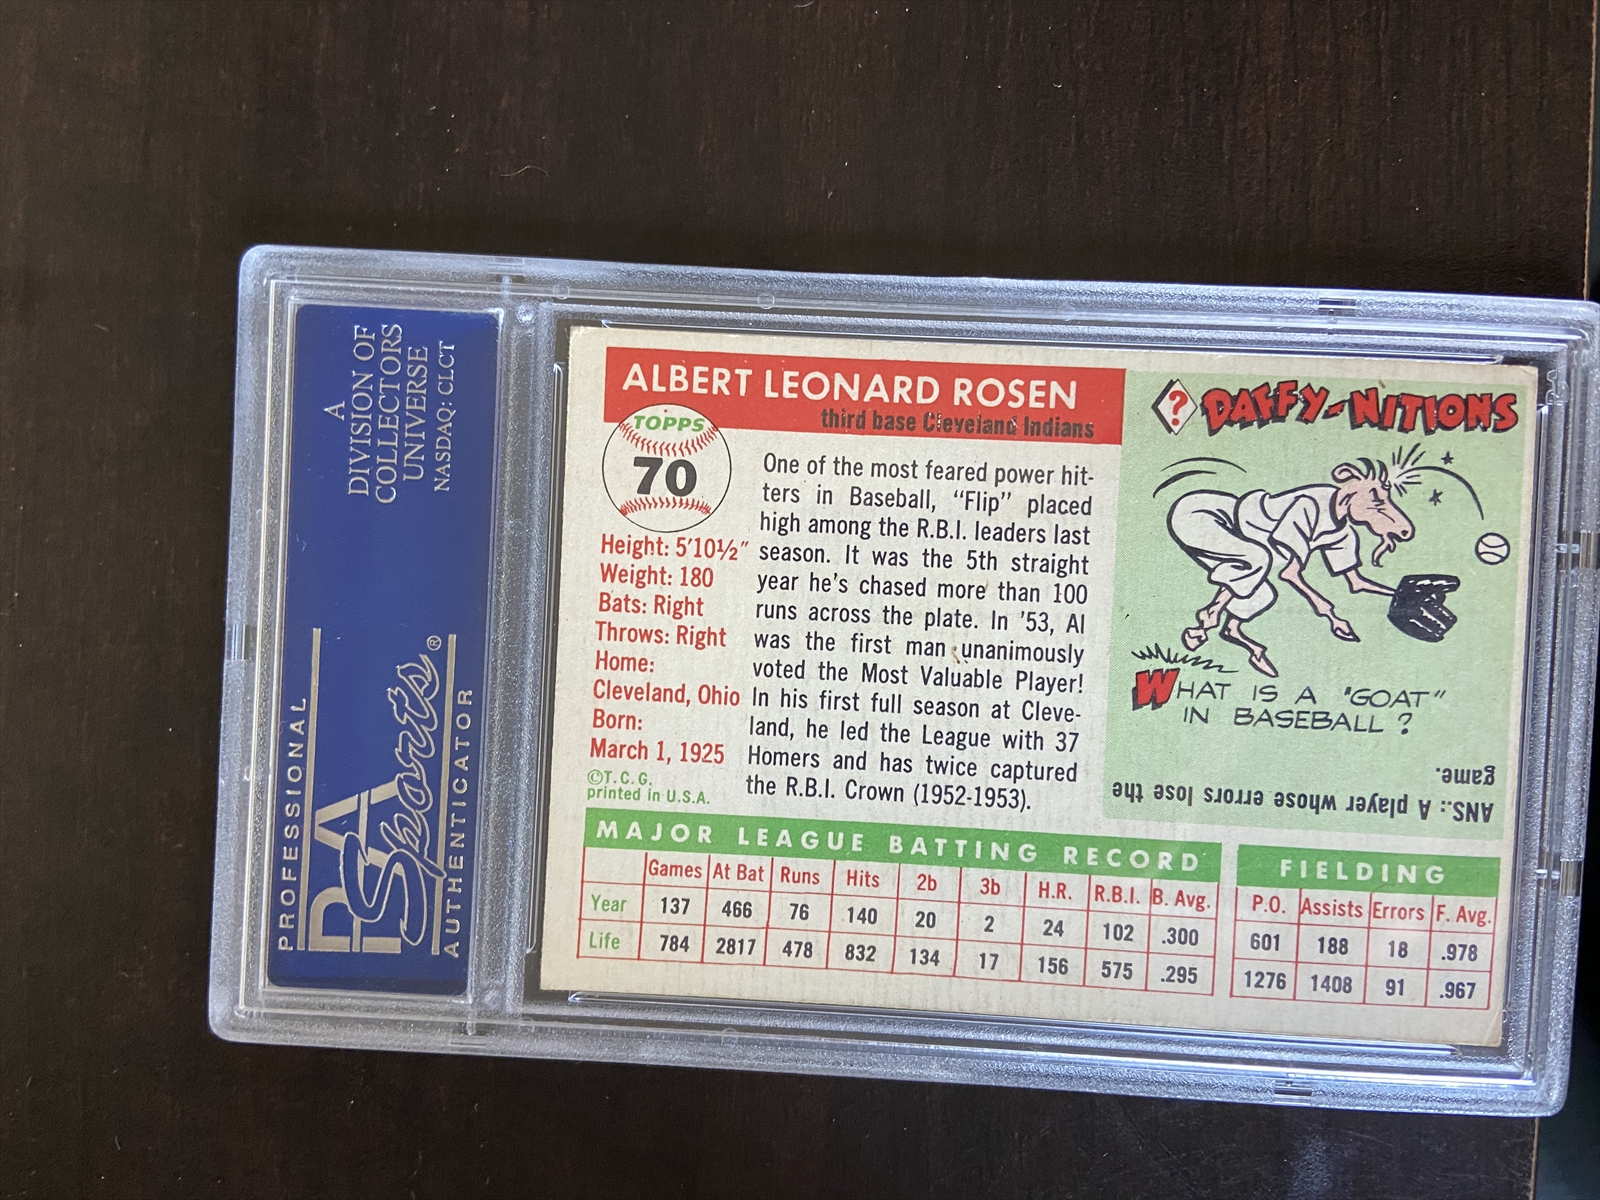 A
DIVISION OF
COLLECTORS
UNIVERSE
NASDAQ: CLCT
PROFESSIONAL
PSA
Sports®
AUTHENTICATOR
ALBERT LEONARD ROSEN
third base Cleveland Indians
TOPPS
70
Height: 5'10½"
Weight: 180
Bats: Right
Throws: Right
Home:
Cleveland, Ohio
Born:
March 1, 1925
©T.C.G.
printed in U.S.A.
One of the most feared power hit-
ters in Baseball, “Flip” placed
high among the R.B.I. leaders last
season. It was the 5th straight
year he's chased more than 100
runs across the plate. In '53, Al
was the first man unanimously
voted the Most Valuable Player!
In his first full season at Cleve-
land, he led the League with 37
Homers and has twice captured
the R.B.I. Crown (1952-1953).
? DAFFY-NITIONS
WHAT IS A "GOAT"
IN BASEBALL?
ANS.: A player whose errors lose the
game.
MAJOR LEAGUE BATTING RECORD
Games At Bat Runs Hits 2b 3b H.R. R.B.I. B. Avg.
Year 137 466 76 140 20 2 24 102 .300
Life 784 2817 478 832 134 17 156 575 .295
FIELDING
P.O. Assists Errors F. Avg.
601 188 18 .978
1276 1408 91 .967